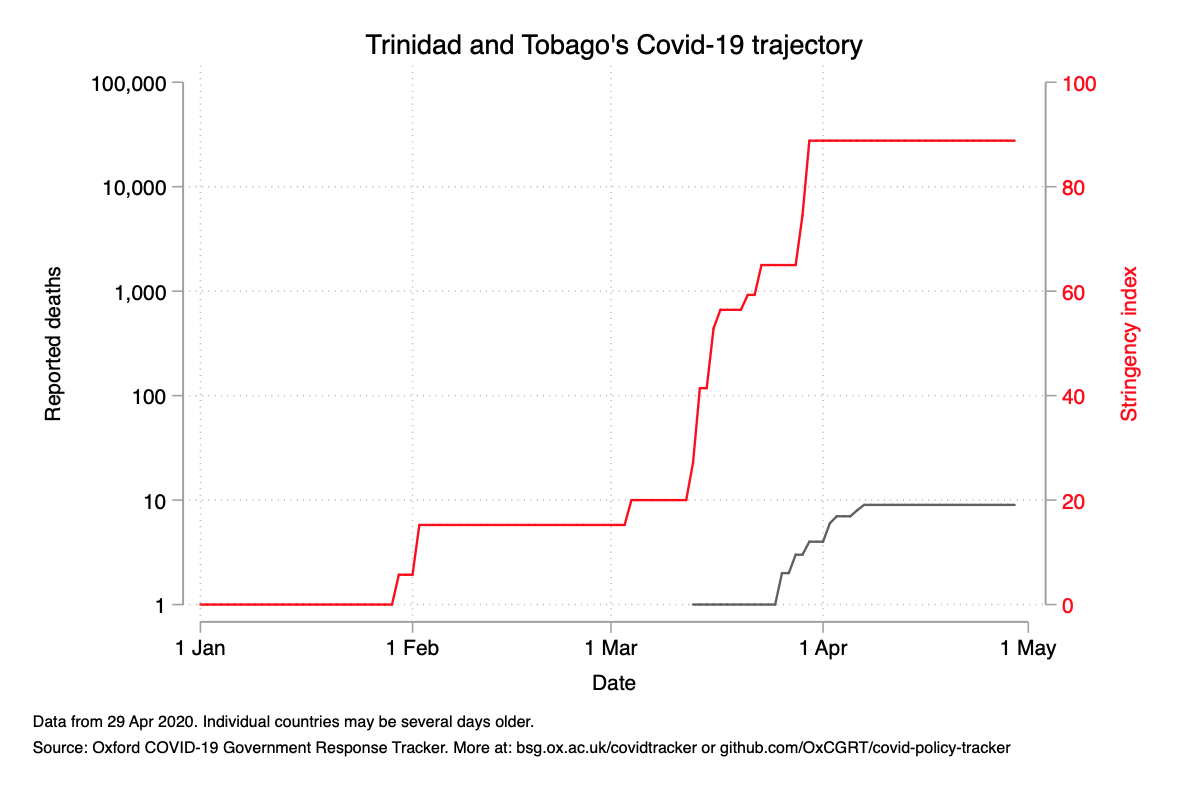 Trinidad and Tobago's Covid-19 trajectory
100,000
10,000
1,000
100
10
1
Reported deaths
100
80
60
40
20
0
Stringency index
1 Jan
1 Feb
1 Mar
1 Apr
1 May
Date
Data from 29 Apr 2020. Individual countries may be several days older.
Source: Oxford COVID-19 Government Response Tracker. More at: bsg.ox.ac.uk/covidtracker or github.com/OxCGRT/covid-policy-tracker